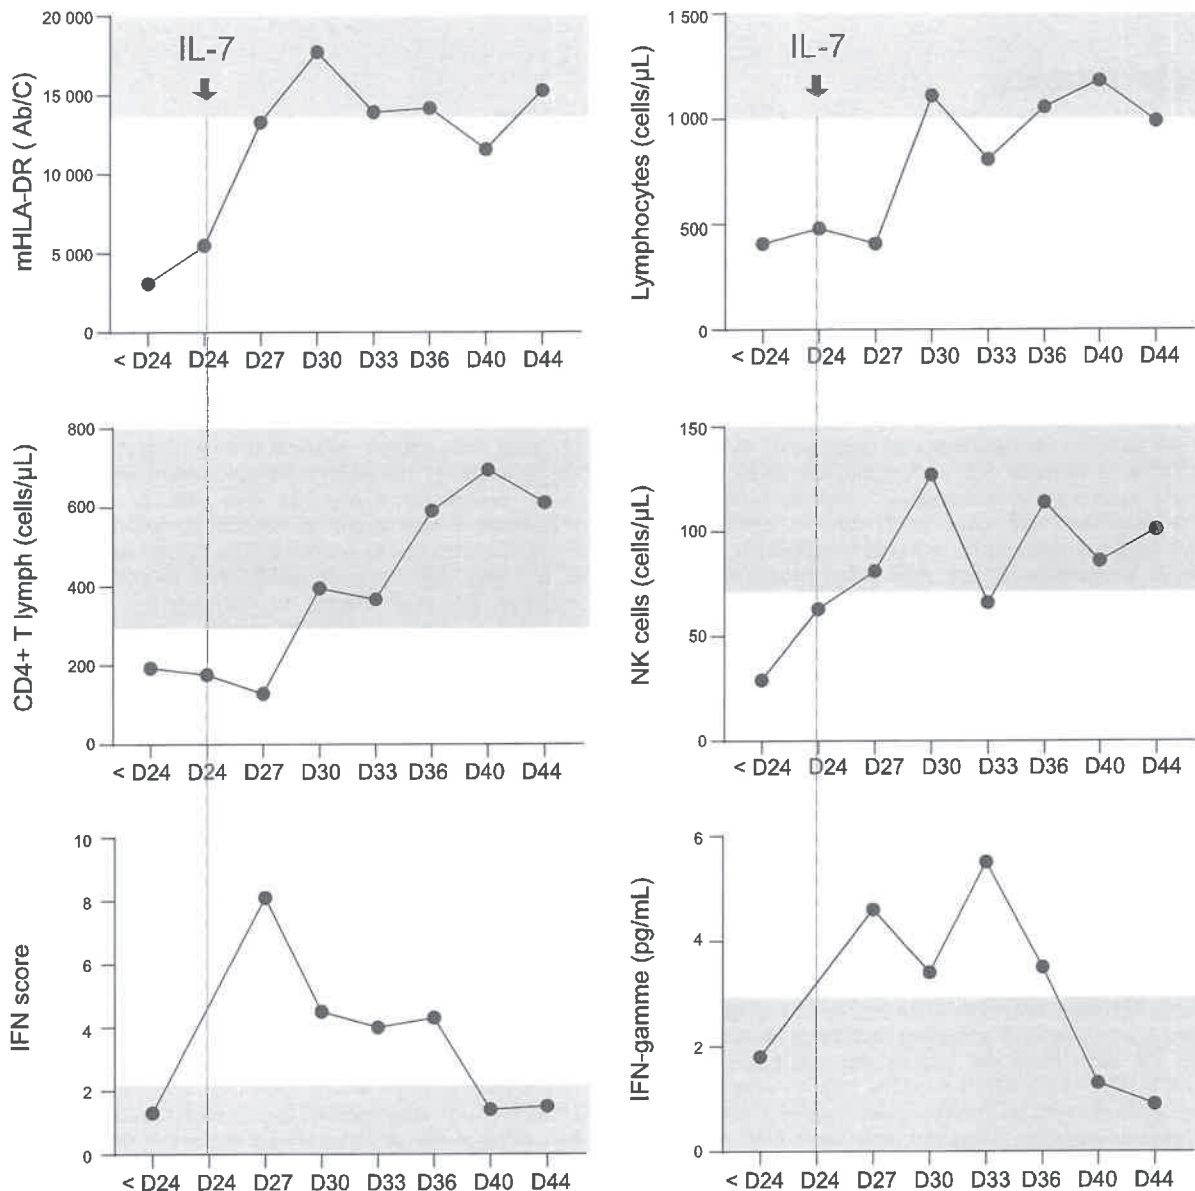 mHLA-DR ( Ab/C)
20 000
15 000
10 000
5 000
0
IL-7
< D24 D24 D27 D30 D33 D36 D40 D44
Lymphocytes (cells/µL)
1 500
1 000
500
0
IL-7
< D24 D24 D27 D30 D33 D36 D40 D44
CD4+ T lymph (cells/µL)
800
600
400
200
0
< D24 D24 D27 D30 D33 D36 D40 D44
NK cells (cells/µL)
150
100
50
0
< D24 D24 D27 D30 D33 D36 D40 D44
IFN score
10
8
6
4
2
0
< D24 D24 D27 D30 D33 D36 D40 D44
IFN-gamme (pg/mL)
6
4
2
0
< D24 D24 D27 D30 D33 D36 D40 D44